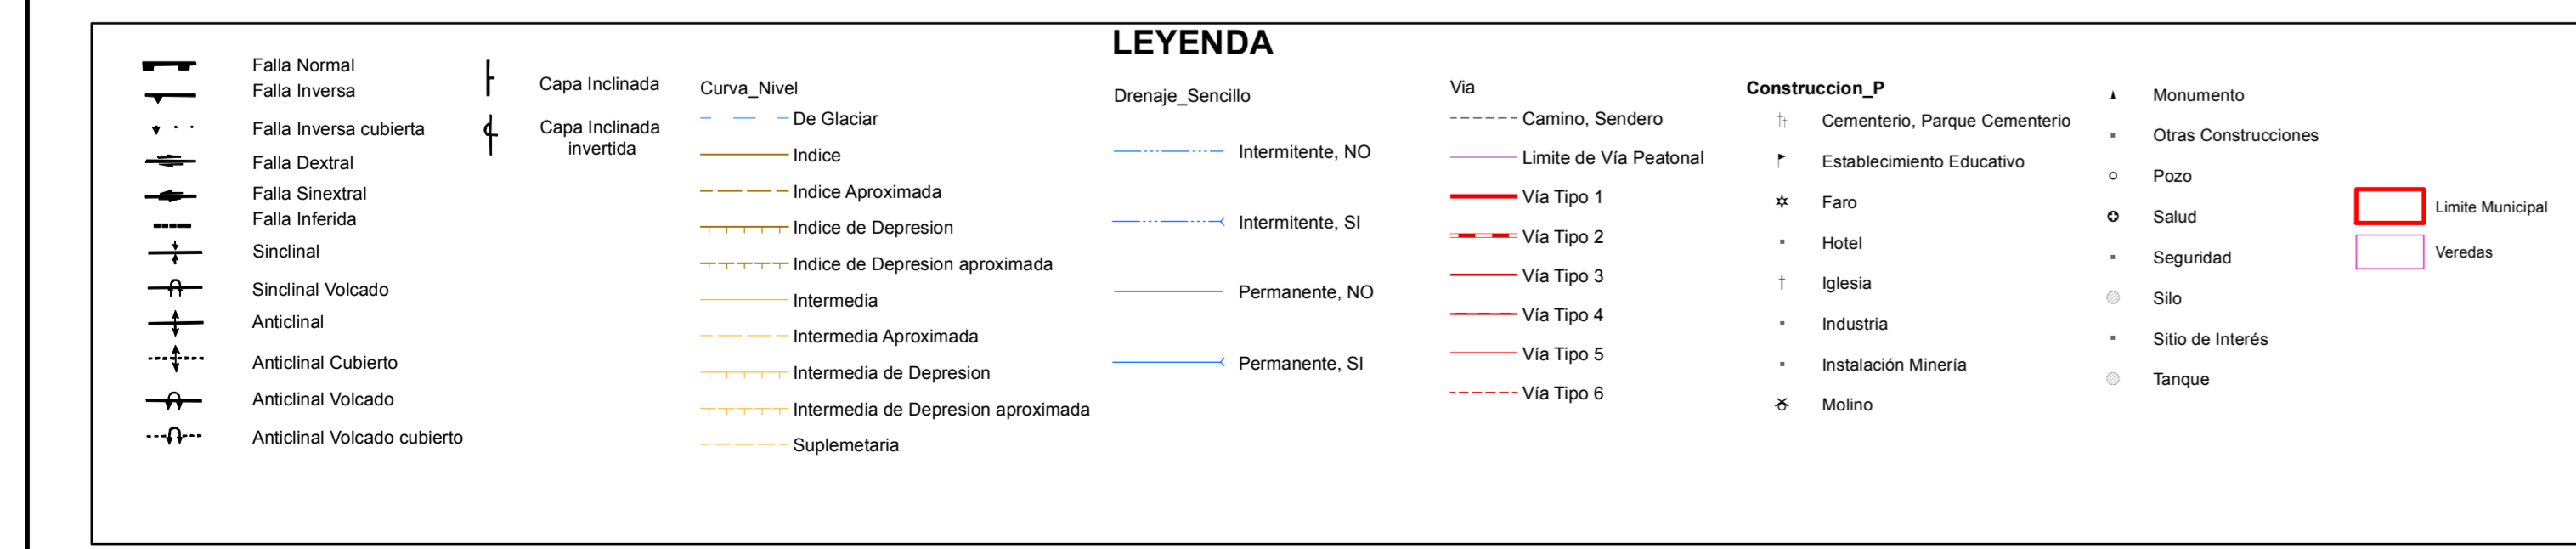 LEYENDA
Falla Normal
Falla Inversa
Falla Inversa cubierta
Falla Dextral
Falla Sinextral
Falla Inferida
Sinclinal
Sinclinal Volcado
Anticlinal
Anticlinal Cubierto
Anticlinal Volcado
Anticlinal Volcado cubierto
Capa Inclinada
Capa Inclinada
invertida
Curva_Nivel
De Glaciar
Indice
Indice Aproximada
Indice de Depresion
Indice de Depresion aproximada
Intermedia
Intermedia Aproximada
Intermedia de Depresion
Intermedia de Depresion aproximada
Suplemetaria
Drenaje_Sencillo
Intermitente, NO
Intermitente, SI
Permanente, NO
Permanente, SI
Via
Camino, Sendero
Limite de Vía Peatonal
Vía Tipo 1
Vía Tipo 2
Vía Tipo 3
Vía Tipo 4
Vía Tipo 5
Vía Tipo 6
Construccion_P
Cementerio, Parque Cementerio
Establecimiento Educativo
Faro
Hotel
Iglesia
Industria
Instalación Minería
Molino
Monumento
Otras Construcciones
Pozo
Salud
Seguridad
Silo
Sitio de Interés
Tanque
Limite Municipal
Veredas